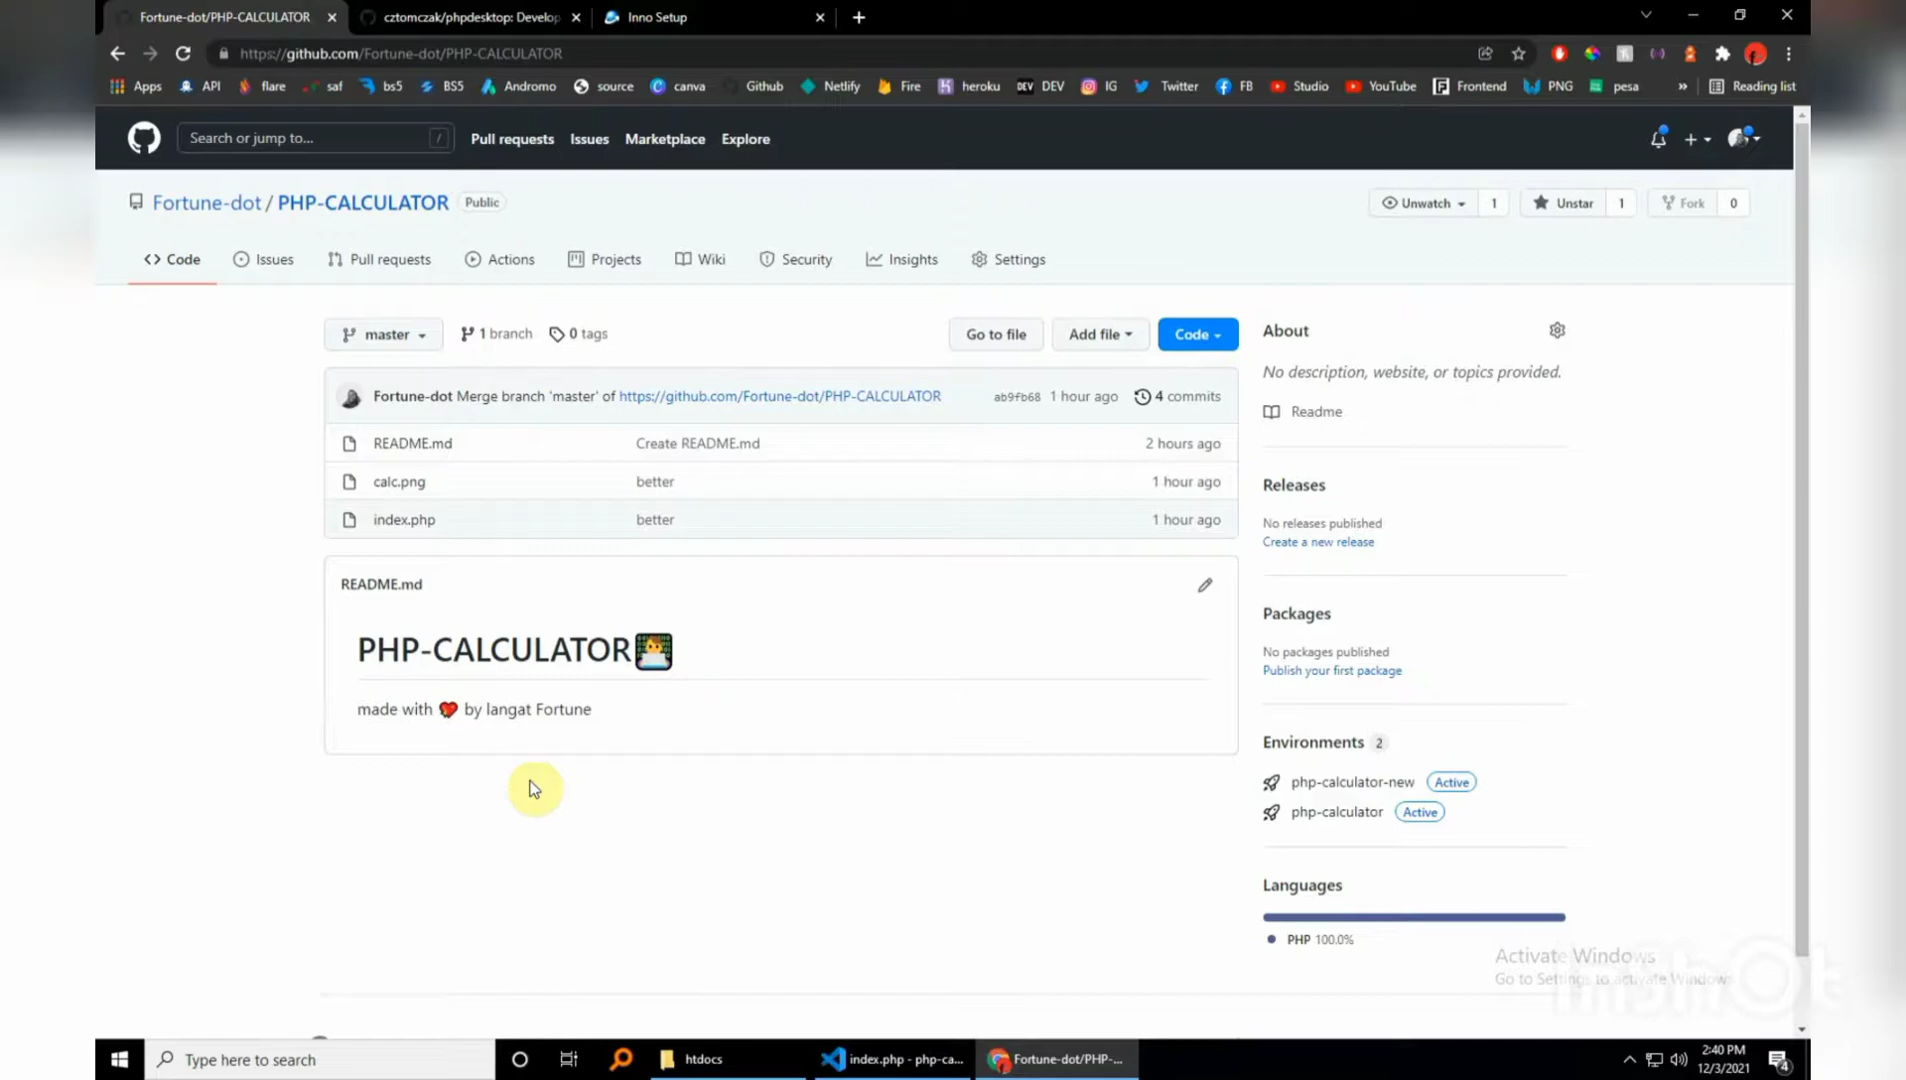 Fortune-dot/PHP-CALCULATOR
cztomczak/phpdesktop: Develop
Inno Setup
https://github.com/Fortune-dot/PHP-CALCULATOR
Apps API flare saf bs5 BS5 Andromo source canva Github Netlify Fire heroku DEV DEV IG Twitter FB Studio YouTube Frontend PNG pesa » Reading list
Search or jump to... /
Pull requests Issues Marketplace Explore
Fortune-dot / PHP-CALCULATOR Public
Unwatch 1 Unstar 1 Fork 0
Code Issues Pull requests Actions Projects Wiki Security Insights Settings
master 1 branch 0 tags Go to file Add file Code
Fortune-dot Merge branch 'master' of https://github.com/Fortune-dot/PHP-CALCULATOR ab9fb68 1 hour ago 4 commits
README.md Create README.md 2 hours ago
calc.png better 1 hour ago
index.php better 1 hour ago
README.md
PHP-CALCULATOR
made with 💖 by langat Fortune
About
No description, website, or topics provided.
Readme
Releases
No releases published
Create a new release
Packages
No packages published
Publish your first package
Environments 2
php-calculator-new Active
php-calculator Active
Languages
PHP 100.0%
Activate Windows
Go to Settings to activate Windows
InShOt
Type here to search
htdocs
index.php - php-ca...
Fortune-dot/PHP-...
2:40 PM
12/3/2021
4